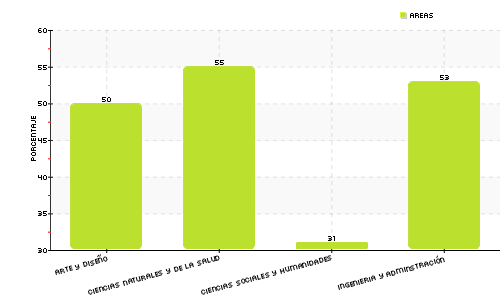 AREAS
60
55
50
45
40
35
30
PORCENTAJE
50
55
31
53
ARTE Y DISEÑO
CIENCIAS NATURALES Y DE LA SALUD
CIENCIAS SOCIALES Y HUMANIDADES
INGENIERIA Y ADMINSTRACIÓN